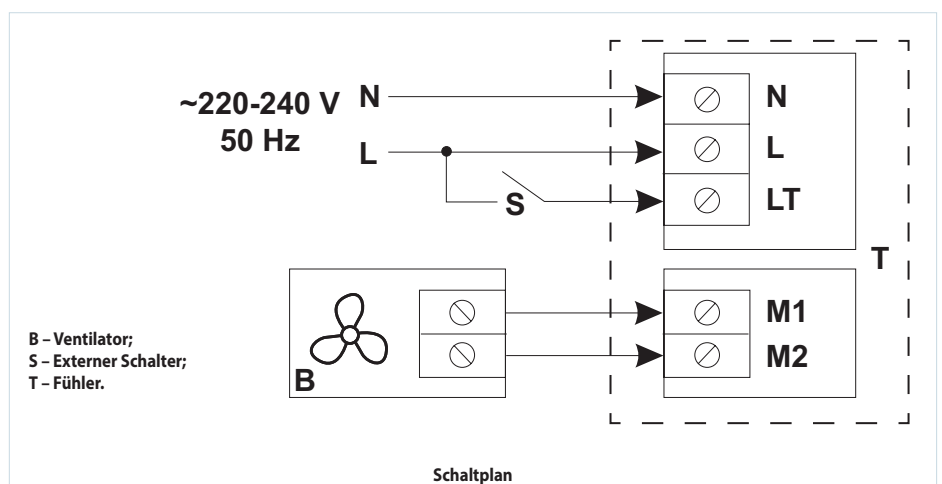 ~220-240 V
50 Hz
N
L
S
N
L
LT
T
M1
M2
B
B – Ventilator;
S – Externer Schalter;
T – Fühler.
Schaltplan